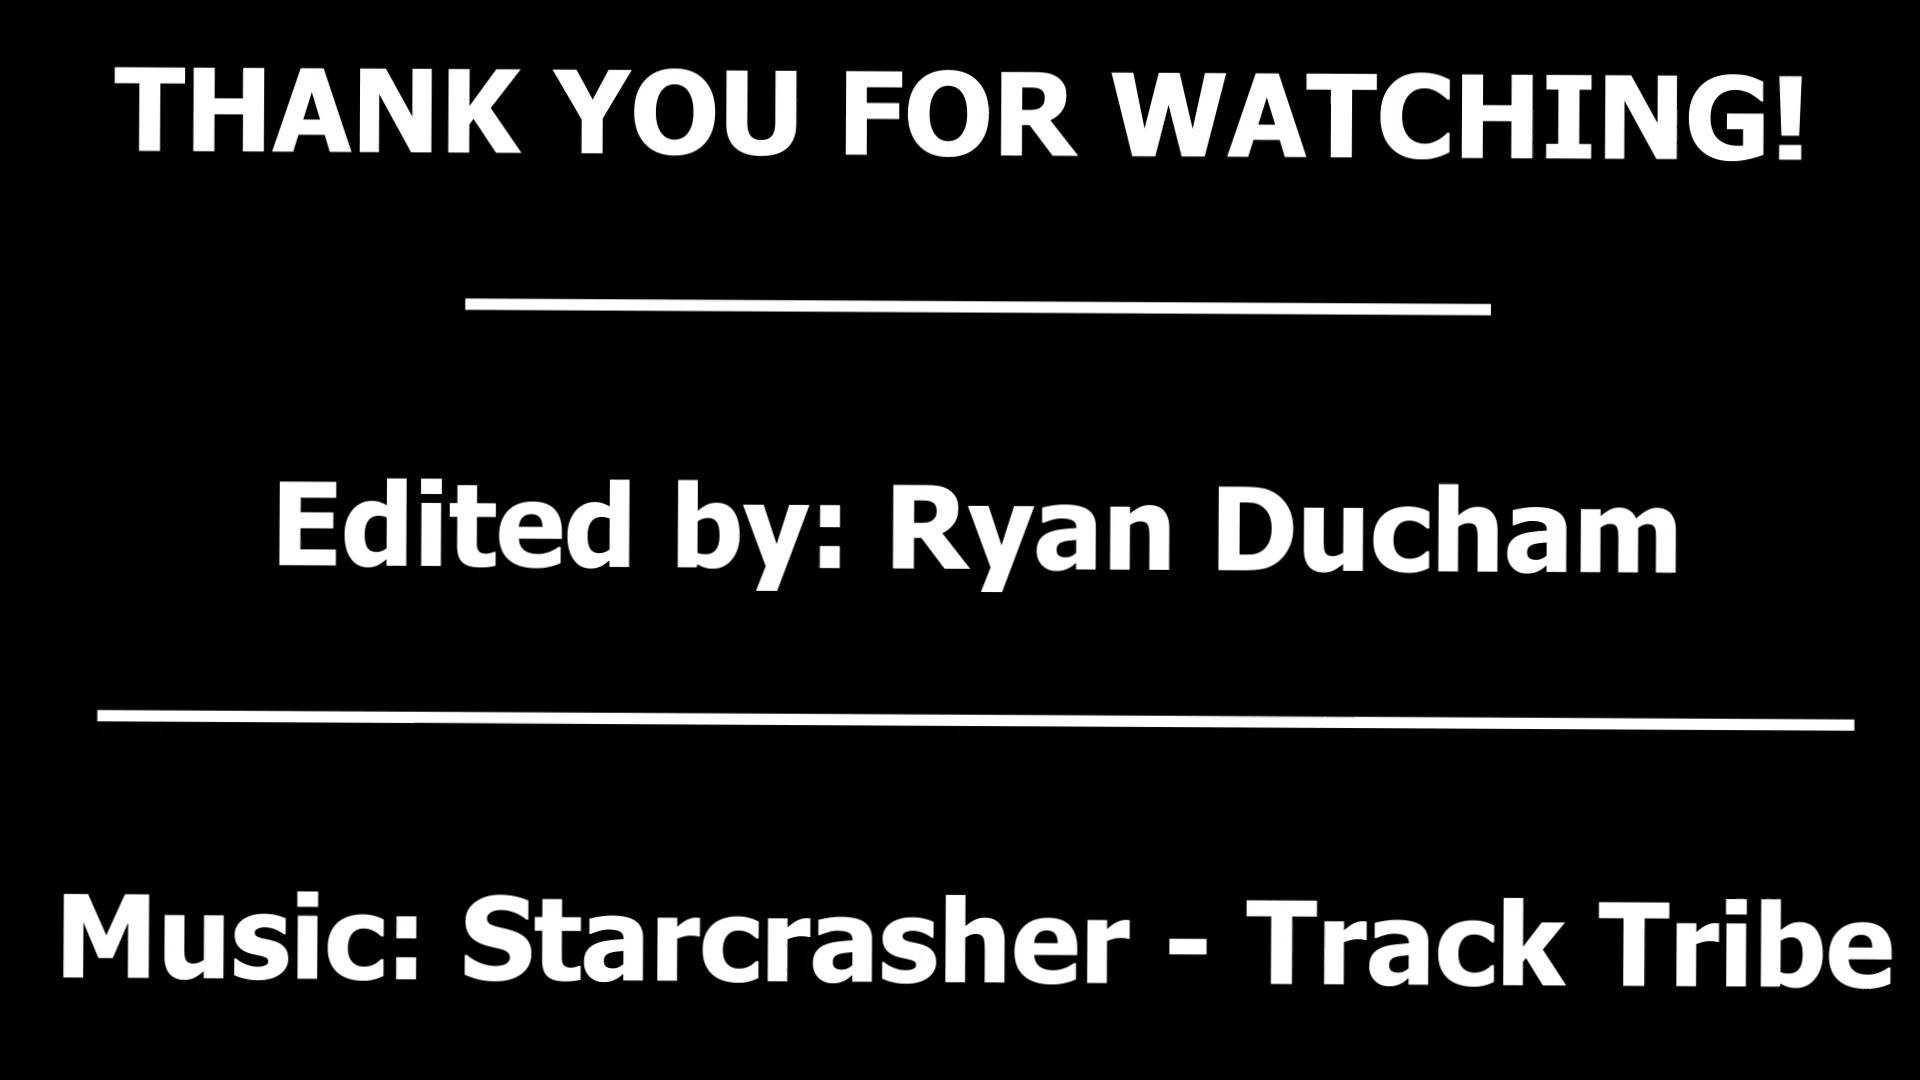 THANK YOU FOR WATCHING!
Edited by: Ryan Ducham
Music: Starcrasher - Track Tribe